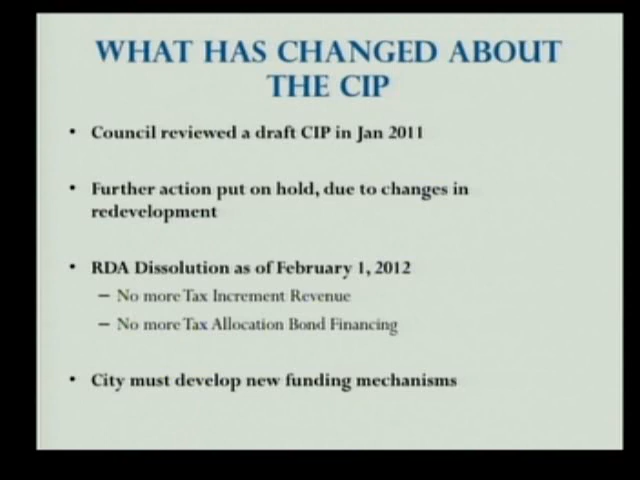 WHAT HAS CHANGED ABOUT
THE CIP
• Council reviewed a draft CIP in Jan 2011
• Further action put on hold, due to changes in
redevelopment
• RDA Dissolution as of February 1, 2012
– No more Tax Increment Revenue
– No more Tax Allocation Bond Financing
• City must develop new funding mechanisms